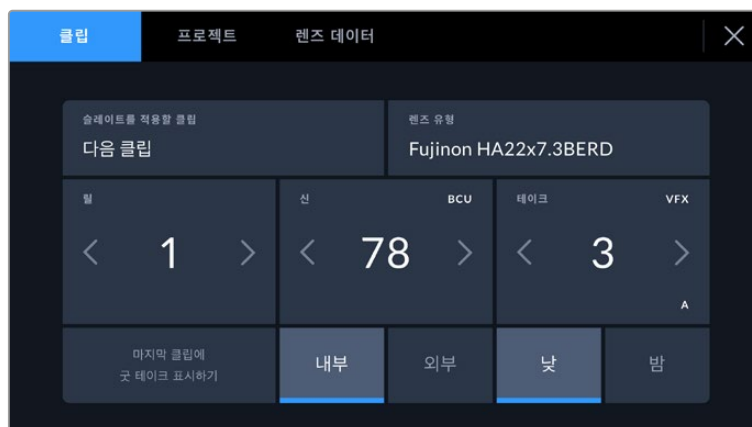 클립 프로젝트 렌즈 데이터
슬레이트를 적용할 클립
다음 클립
렌즈 유형
Fujinon HA22x7.3BERD
릴
1
신 BCU
78
테이크 VFX
3
A
마지막 클립에
굿 테이크 표시하기
내부 외부 낮 밤